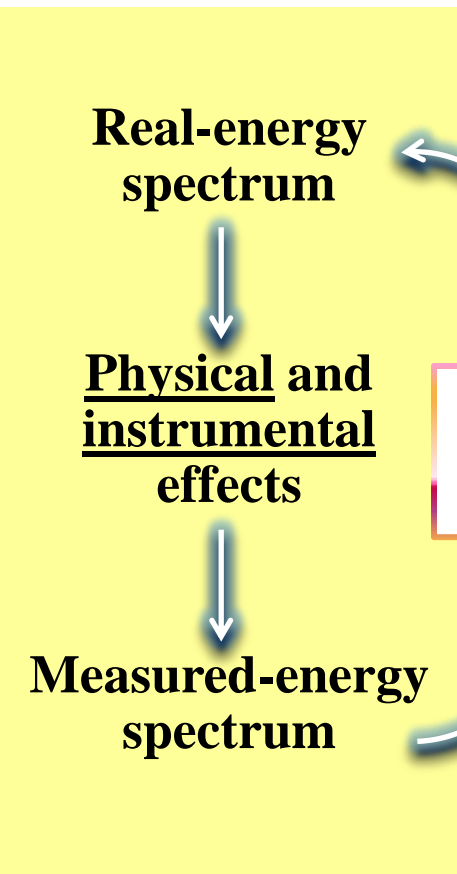 Real-energy
spectrum
Physical and
instrumental
effects
Measured-energy
spectrum